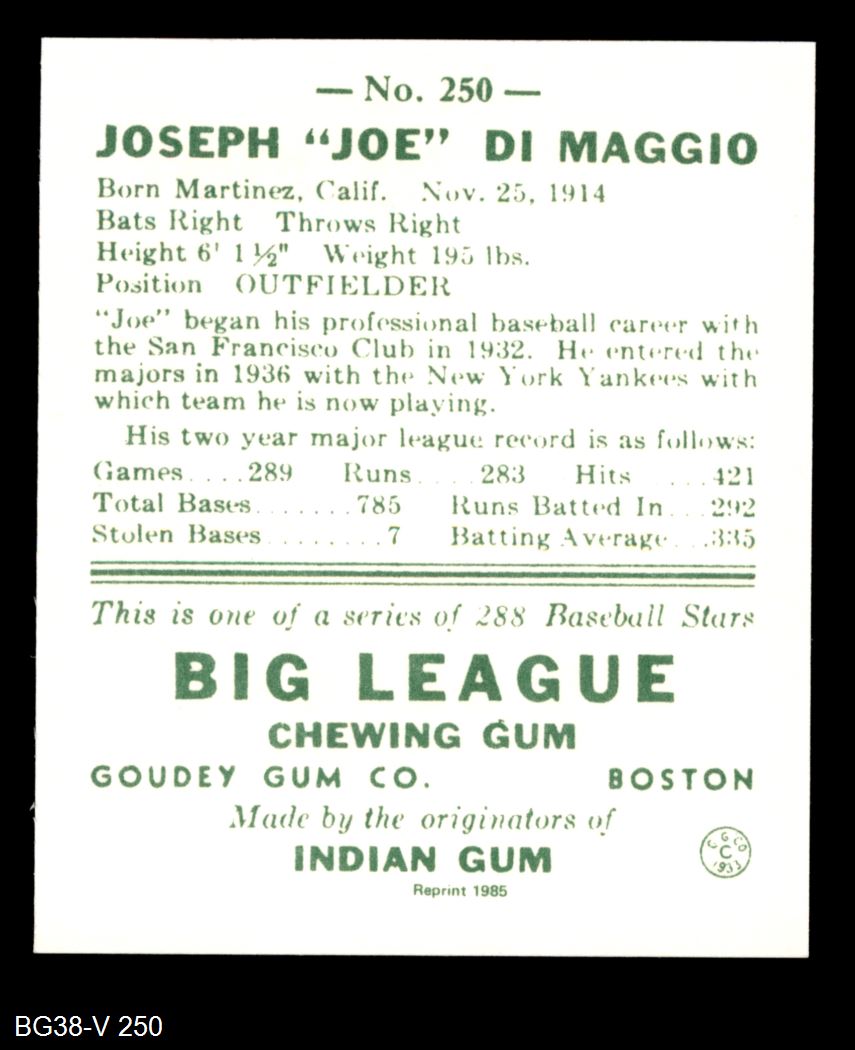 — No. 250 —
JOSEPH “JOE” DI MAGGIO
Born Martinez, Calif. Nov. 25, 1914
Bats Right Throws Right
Height 6' 1 ½" Weight 195 lbs.
Position OUTFIELDER
“Joe” began his professional baseball career with
the San Francisco Club in 1932. He entered the
majors in 1936 with the New York Yankees with
which team he is now playing.
His two year major league record is as follows:
Games....289 Runs....283 Hits....421
Total Bases.......785 Runs Batted In...292
Stolen Bases........7 Batting Average...335
This is one of a series of 288 Baseball Stars
BIG LEAGUE
CHEWING GUM
GOUDEY GUM CO. BOSTON
Made by the originators of
INDIAN GUM
G G CO
C
1933
Reprint 1985
BG38-V 250